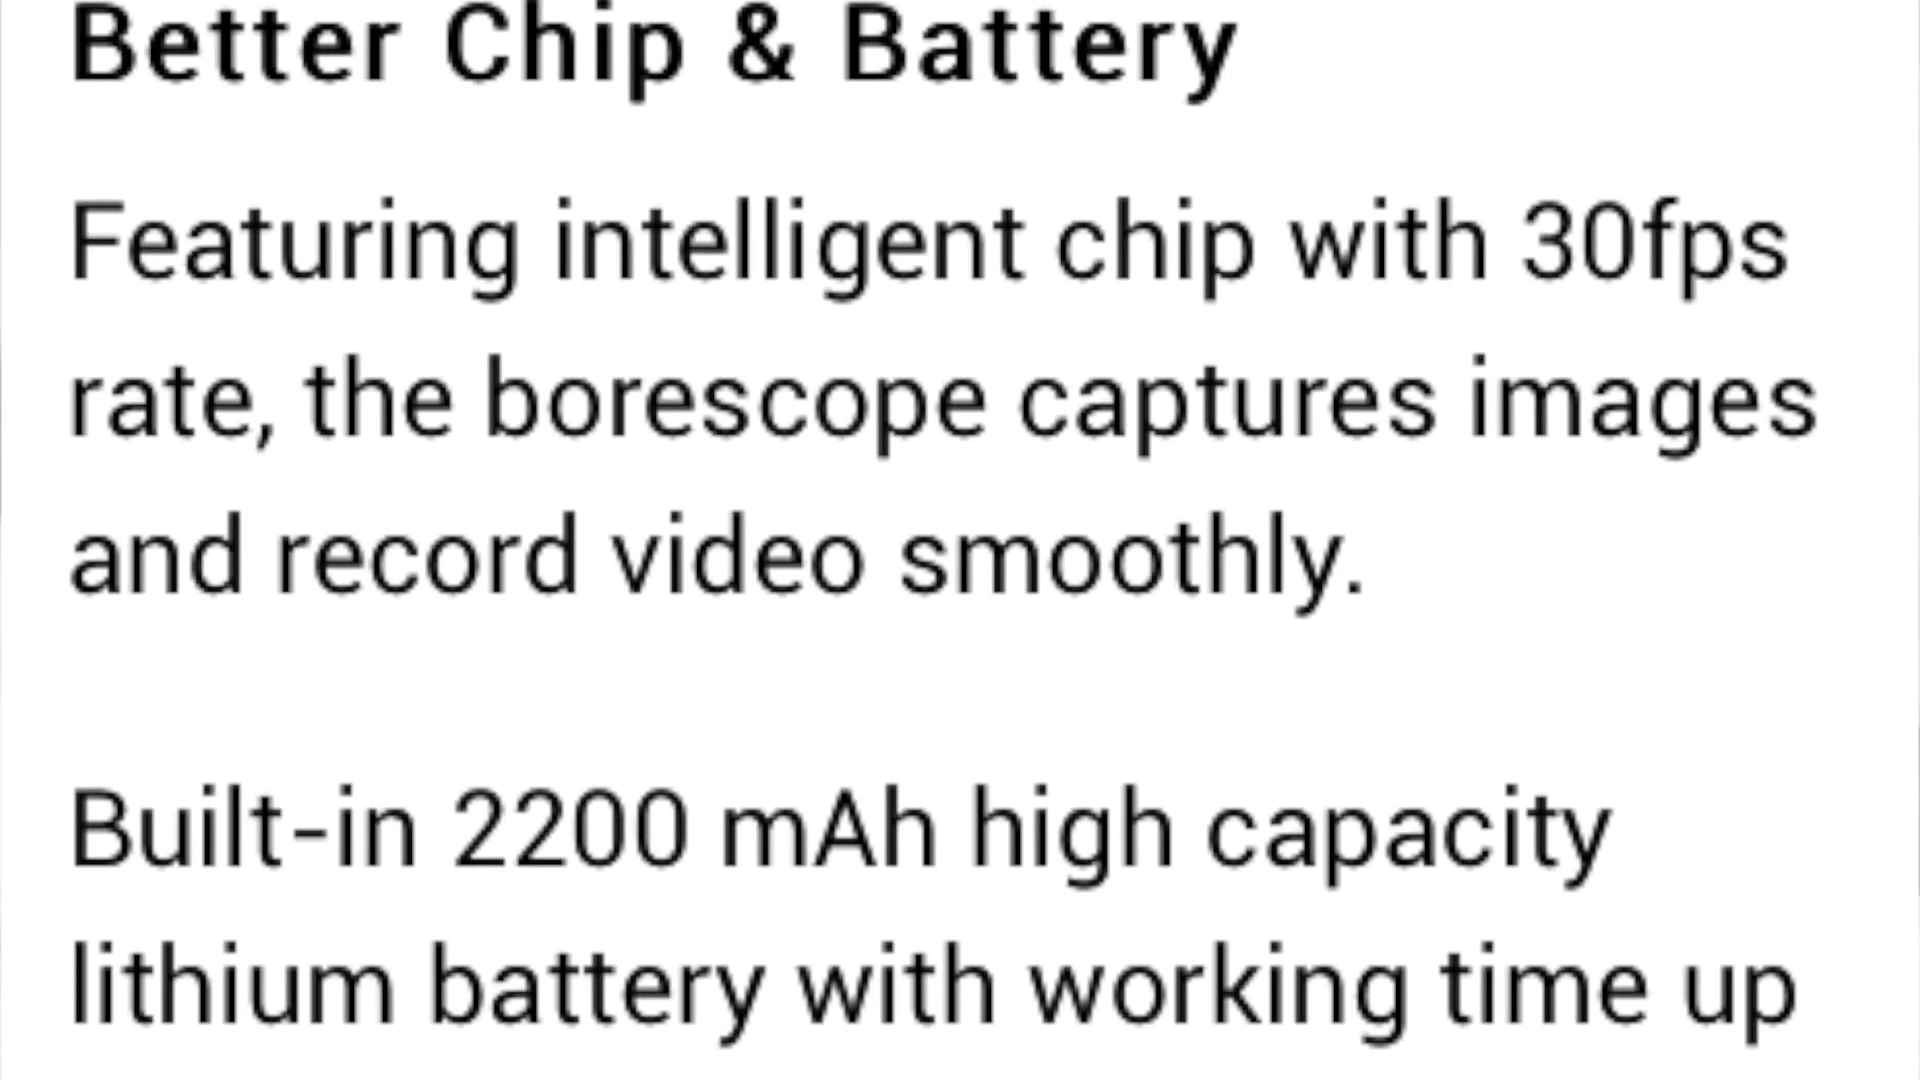 Better Chip & Battery
Featuring intelligent chip with 30fps
rate, the borescope captures images
and record video smoothly.
Built-in 2200 mAh high capacity
lithium battery with working time up